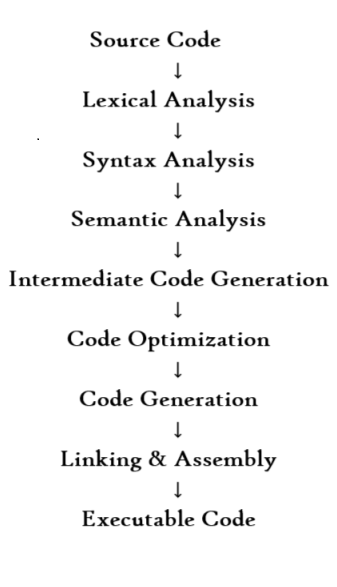 Source Code
↓
Lexical Analysis
↓
Syntax Analysis
↓
Semantic Analysis
↓
Intermediate Code Generation
↓
Code Optimization
↓
Code Generation
↓
Linking & Assembly
↓
Executable Code